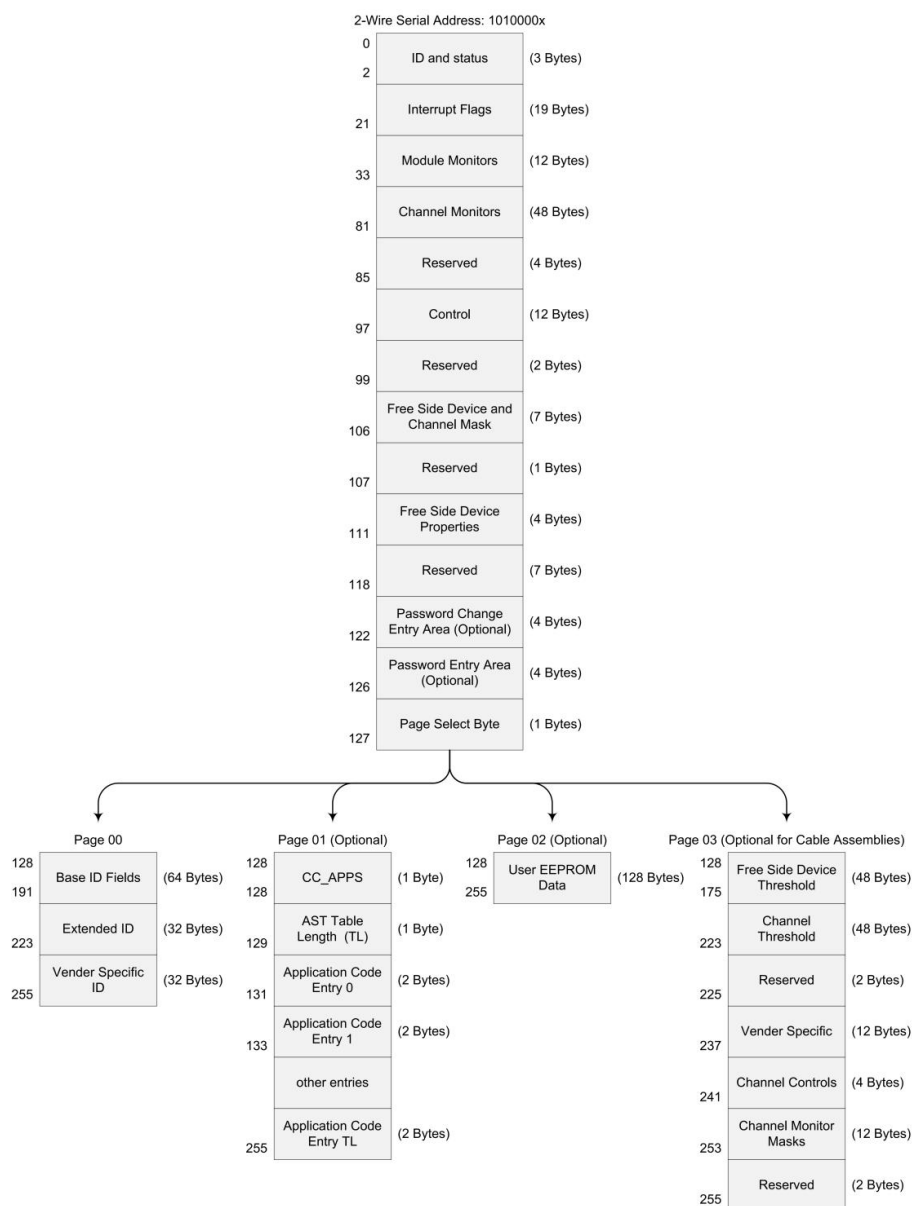 2-Wire Serial Address: 1010000x
0
2
ID and status
(3 Bytes)
21
Interrupt Flags
(19 Bytes)
33
Module Monitors
(12 Bytes)
81
Channel Monitors
(48 Bytes)
85
Reserved
(4 Bytes)
97
Control
(12 Bytes)
99
Reserved
(2 Bytes)
106
Free Side Device and
Channel Mask
(7 Bytes)
107
Reserved
(1 Bytes)
111
Free Side Device
Properties
(4 Bytes)
118
Reserved
(7 Bytes)
122
Password Change
Entry Area (Optional)
(4 Bytes)
126
Password Entry Area
(Optional)
(4 Bytes)
127
Page Select Byte
(1 Bytes)
Page 00
128
191
Base ID Fields
(64 Bytes)
223
Extended ID
(32 Bytes)
255
Vender Specific
ID
(32 Bytes)
Page 01 (Optional)
128
128
CC_APPS
(1 Byte)
129
AST Table
Length (TL)
(1 Byte)
131
Application Code
Entry 0
(2 Bytes)
133
Application Code
Entry 1
(2 Bytes)
other entries
255
Application Code
Entry TL
(2 Bytes)
Page 02 (Optional)
128
255
User EEPROM
Data
(128 Bytes)
Page 03 (Optional for Cable Assemblies)
128
175
Free Side Device
Threshold
(48 Bytes)
223
Channel
Threshold
(48 Bytes)
225
Reserved
(2 Bytes)
237
Vender Specific
(12 Bytes)
241
Channel Controls
(4 Bytes)
253
Channel Monitor
Masks
(12 Bytes)
255
Reserved
(2 Bytes)